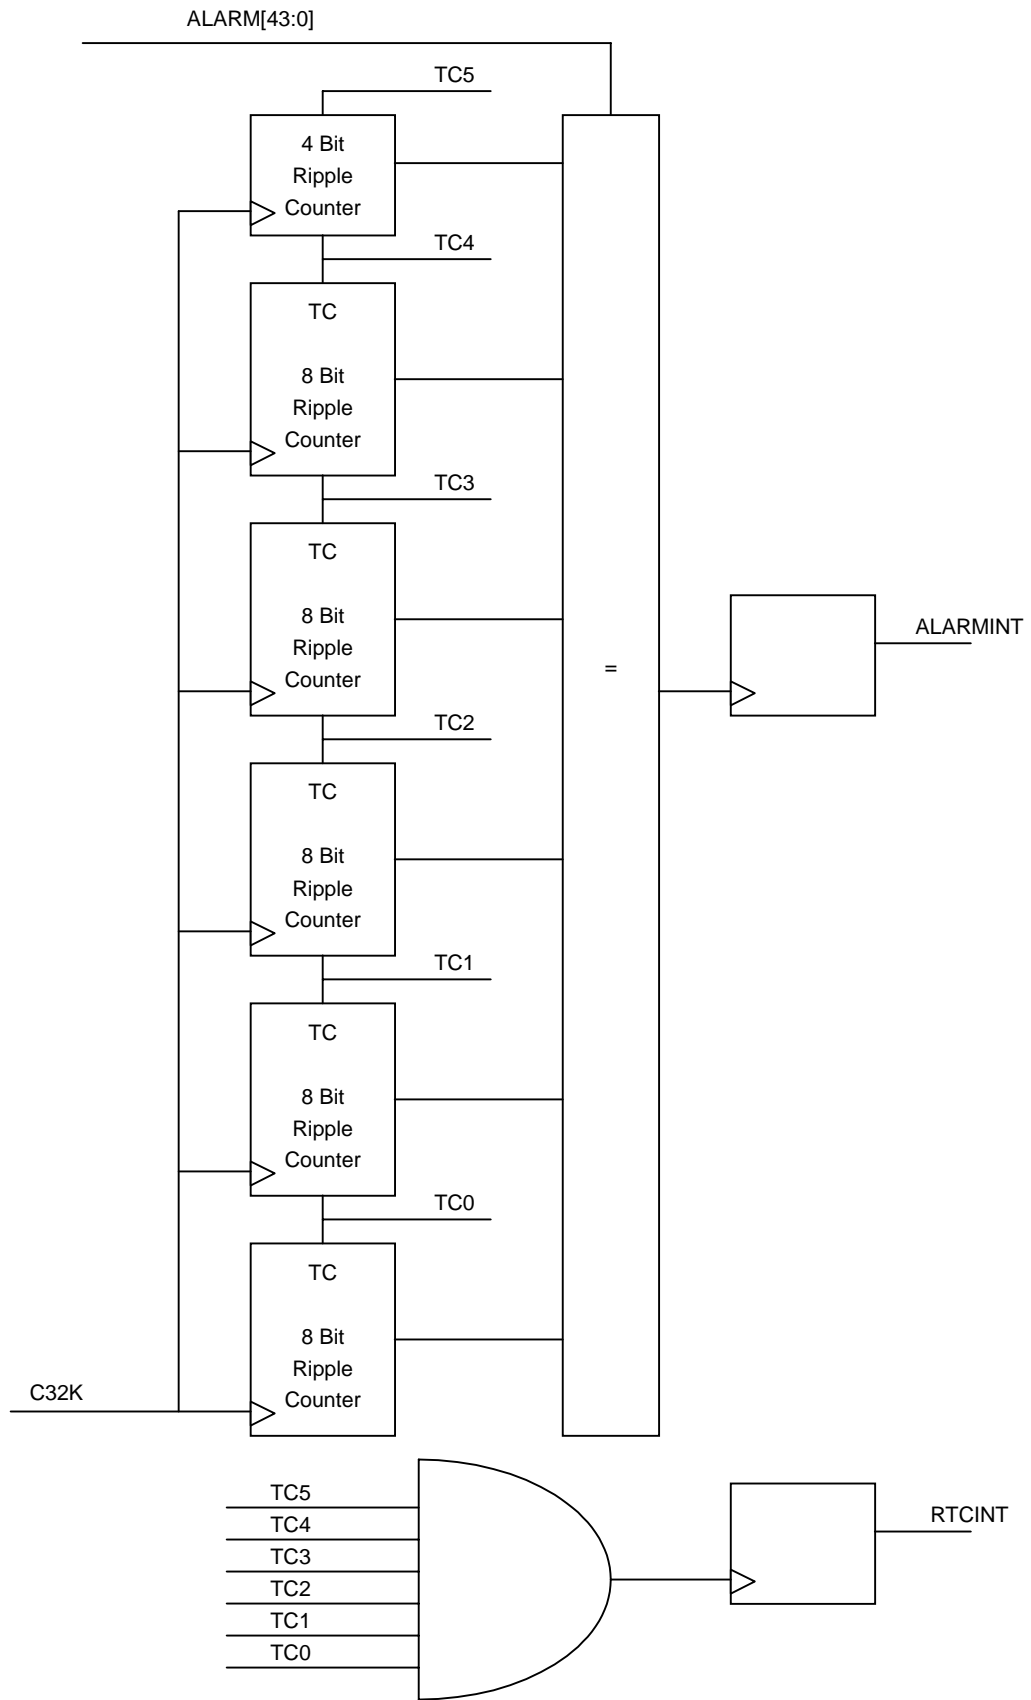 ALARM[43:0]
TC5
4 Bit
Ripple
Counter
TC4
TC
8 Bit
Ripple
Counter
TC3
TC
8 Bit
Ripple
Counter
ALARMINT
=
TC2
TC
8 Bit
Ripple
Counter
TC1
TC
8 Bit
Ripple
Counter
TC0
TC
8 Bit
Ripple
Counter
C32K
TC5
TC4
TC3
TC2
TC1
TC0
RTCINT